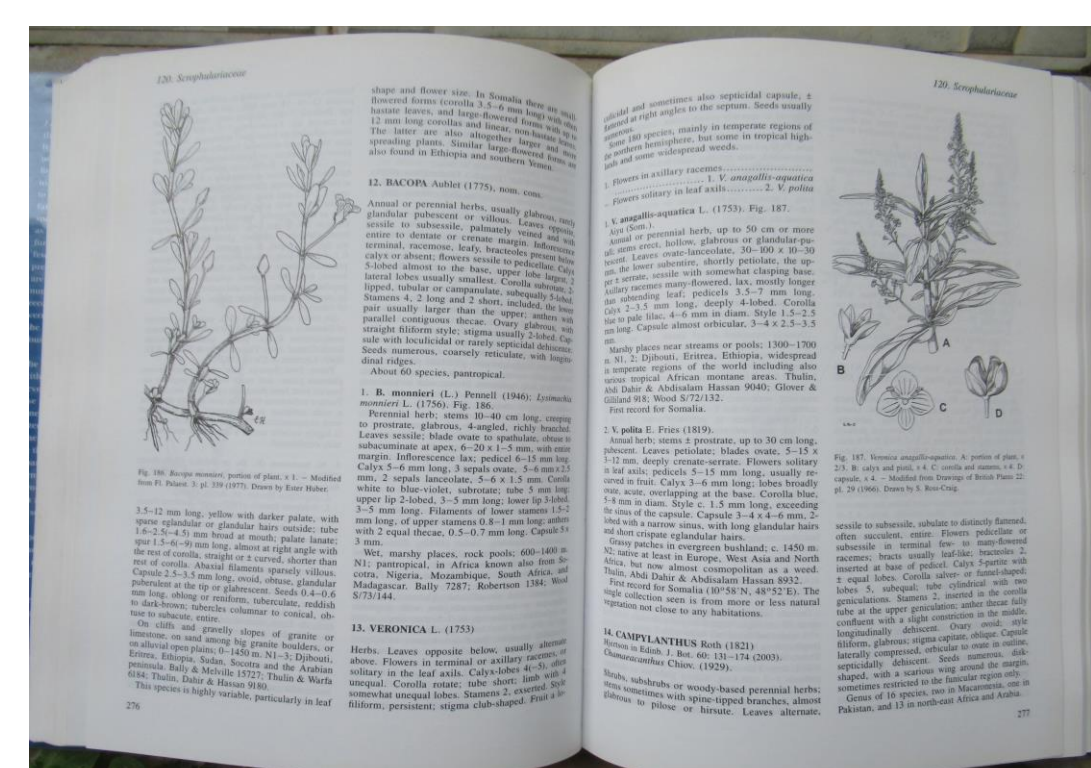 120. Scrophulariaceae
Fig. 186. Bacopa monnieri, portion of plant, x 1. – Modified
from Fl. Palaest. 3: pl. 339 (1977). Drawn by Ester Huber.
3.5–12 mm long, yellow with darker palate, with
sparse eglandular or glandular hairs outside; tube
1.6–2.5(–4.5) mm broad at mouth; palate lanate;
spur 1.5–6(–9) mm long, almost at right angle with
the rest of corolla, straight or ± curved, shorter than
rest of corolla. Abaxial filaments sparsely villous.
Capsule 2.5–3.5 mm long, ovoid, obtuse, glandular
puberulent at the tip or glabrescent. Seeds 0.4–0.6
mm long, oblong or reniform, tuberculate, reddish
to dark-brown; tubercles columnar to conical, ob-
tuse to subacute, entire.
On cliffs and gravelly slopes of granite or
limestone, on sand among big granite boulders, or
on alluvial open plains; 0–1450 m. N1–3; Djibouti,
Eritrea, Ethiopia, Sudan, Socotra and the Arabian
peninsula. Bally & Melville 15727; Thulin & Warfa
6184; Thulin, Dahir & Hassan 9180.
This species is highly variable, particularly in leaf
276
shape and flower size. In Somalia there are small-
flowered forms (corolla 3.5–6 mm long) with often
hastate leaves, and large-flowered forms with up to
12 mm long corollas and linear, non-hastate leaves.
The latter are also altogether larger and more
spreading plants. Similar large-flowered forms are
also found in Ethiopia and southern Yemen.
12. BACOPA Aublet (1775), nom. cons.
Annual or perennial herbs, usually glabrous, rarely
glandular pubescent or villous. Leaves opposite,
sessile to subsessile, palmately veined and with
entire to dentate or crenate margin. Inflorescence
terminal, racemose, leafy, bracteoles present below
calyx or absent; flowers sessile to pedicellate. Calyx
5-lobed almost to the base, upper lobe largest, 2
lateral lobes usually smallest. Corolla subrotate, 2-
lipped, tubular or campanulate, subequally 5-lobed.
Stamens 4, 2 long and 2 short, included, the lower
pair usually larger than the upper; anthers with
parallel contiguous thecae. Ovary glabrous, with
straight filiform style; stigma usually 2-lobed. Cap-
sule with loculicidal or rarely septicidal dehiscence.
Seeds numerous, coarsely reticulate, with longitu-
dinal ridges.
About 60 species, pantropical.
1. B. monnieri (L.) Pennell (1946); Lysimachia
monnieri L. (1756). Fig. 186.
Perennial herb; stems 10–40 cm long, creeping
to prostrate, glabrous, 4-angled, richly branched.
Leaves sessile; blade ovate to spathulate, obtuse to
subacuminate at apex, 6–20 x 1–5 mm, with entire
margin. Inflorescence lax; pedicel 6–15 mm long.
Calyx 5–6 mm long, 3 sepals ovate, 5–6 mm x 2.5
mm, 2 sepals lanceolate, 5–6 x 1.5 mm. Corolla
white to blue-violet, subrotate; tube 5 mm long;
upper lip 2-lobed, 3–5 mm long; lower lip 3-lobed,
3–5 mm long. Filaments of lower stamens 1.5–2
mm long, of upper stamens 0.8–1 mm long; anthers
with 2 equal thecae, 0.5–0.7 mm long. Capsule 5 x
3 mm.
Wet, marshy places, rock pools; 600–1400 m.
N1; pantropical, in Africa known also from So-
cotra, Nigeria, Mozambique, South Africa, and
Madagascar. Bally 7287; Robertson 1384; Wood
S/73/144.
13. VERONICA L. (1753)
Herbs. Leaves opposite below, usually alternate
above. Flowers in terminal or axillary racemes, or
solitary in the leaf axils. Calyx-lobes 4(–5), often
unequal. Corolla rotate; tube short; limb with 4
somewhat unequal lobes. Stamens 2, exserted. Style
filiform, persistent; stigma club-shaped. Fruit a lo-
culicidal and sometimes also septicidal capsule, ±
flattened at right angles to the septum. Seeds usually
numerous.
Some 180 species, mainly in temperate regions of
the northern hemisphere, but some in tropical high-
lands and some widespread weeds.
1. Flowers in axillary racemes..................
.................... 1. V. anagallis-aquatica
– Flowers solitary in leaf axils.......... 2. V. polita
1. V. anagallis-aquatica L. (1753). Fig. 187.
Aiyu (Som.).
Annual or perennial herb, up to 50 cm or more
tall; stems erect, hollow, glabrous or glandular-pu-
bescent. Leaves ovate-lanceolate, 30–100 x 10–30
mm, the lower subentire, shortly petiolate, the up-
per ± serrate, sessile with somewhat clasping base.
Axillary racemes many-flowered, lax, mostly longer
than subtending leaf; pedicels 3.5–7 mm long.
Calyx 2–3.5 mm long, deeply 4-lobed. Corolla
blue to pale lilac, 4–6 mm in diam. Style 1.5–2.5
mm long. Capsule almost orbicular, 3–4 x 2.5–3.5
mm.
Marshy places near streams or pools; 1300–1700
m. N1, 2; Djibouti, Eritrea, Ethiopia, widespread
in temperate regions of the world including also
various tropical African montane areas. Thulin,
Abdi Dahir & Abdisalam Hassan 9040; Glover &
Gilliland 918; Wood S/72/132.
First record for Somalia.
2. V. polita E. Fries (1819).
Annual herb; stems ± prostrate, up to 30 cm long,
pubescent. Leaves petiolate; blades ovate, 5–15 x
3–12 mm, deeply crenate-serrate. Flowers solitary
in leaf axils; pedicels 5–15 mm long, usually re-
curved in fruit. Calyx 3–6 mm long; lobes broadly
ovate, acute, overlapping at the base. Corolla blue,
5–8 mm in diam. Style c. 1.5 mm long, exceeding
the sinus of the capsule. Capsule 3–4 x 4–6 mm, 2-
lobed with a narrow sinus, with long glandular hairs
and short crispate eglandular hairs.
Grassy patches in evergreen bushland; c. 1450 m.
N2; native at least in Europe, West Asia and North
Africa, but now almost cosmopolitan as a weed.
Thulin, Abdi Dahir & Abdisalam Hassan 8932.
First record for Somalia (10°58'N, 48°52'E). The
single collection seen is from more or less natural
vegetation not close to any habitations.
14. CAMPYLANTHUS Roth (1821)
Hjertson in Edinb. J. Bot. 60: 131–174 (2003).
Chamaeacanthus Chiov. (1929).
Shrubs, subshrubs or woody-based perennial herbs;
stems sometimes with spine-tipped branches, almost
glabrous to pilose or hirsute. Leaves alternate,
120. Scrophulariaceae
A
B
C
D
Fig. 187. Veronica anagallis-aquatica. A: portion of plant, x
2/3. B: calyx and pistil, x 4. C: corolla and stamens, x 4. D:
capsule, x 4. – Modified from Drawings of British Plants 22:
pl. 29 (1966). Drawn by S. Ross-Craig.
sessile to subsessile, subulate to distinctly flattened,
often succulent, entire. Flowers pedicellate or
subsessile in terminal few- to many-flowered
racemes; bracts usually leaf-like; bracteoles 2,
inserted at base of pedicel. Calyx 5-partite with
± equal lobes. Corolla salver- or funnel-shaped;
lobes 5, subequal; tube cylindrical with two
geniculations. Stamens 2, inserted in the corolla
tube at the upper geniculation; anther thecae fully
confluent with a slight constriction in the middle,
longitudinally dehiscent. Ovary ovoid; style
filiform, glabrous; stigma capitate, oblique. Capsule
laterally compressed, orbicular to ovate in outline,
septicidally dehiscent. Seeds numerous, disk-
shaped, with a scarious wing around the margin,
sometimes restricted to the funicular region only.
Genus of 16 species, two in Macaronesia, one in
Pakistan, and 13 in north-east Africa and Arabia.
277